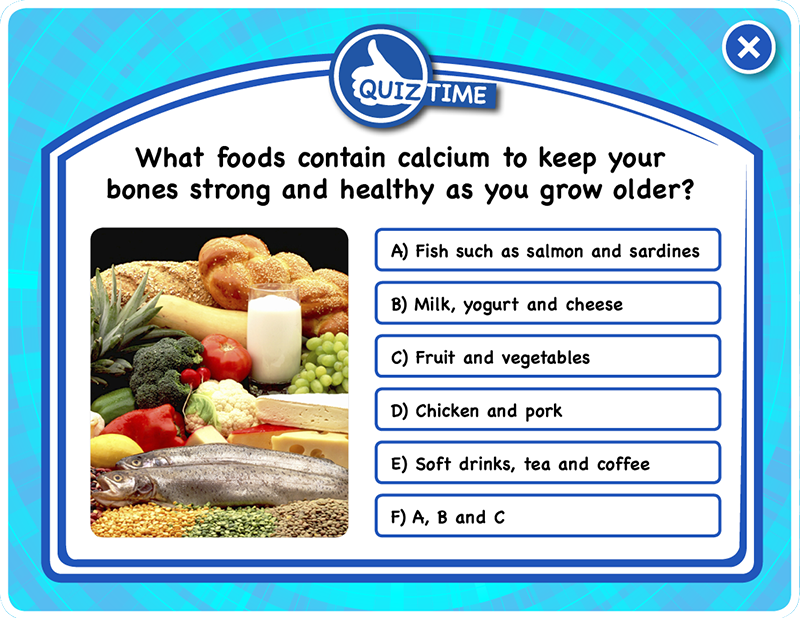 QUIZ TIME
What foods contain calcium to keep your
bones strong and healthy as you grow older?
A) Fish such as salmon and sardines
B) Milk, yogurt and cheese
C) Fruit and vegetables
D) Chicken and pork
E) Soft drinks, tea and coffee
F) A, B and C